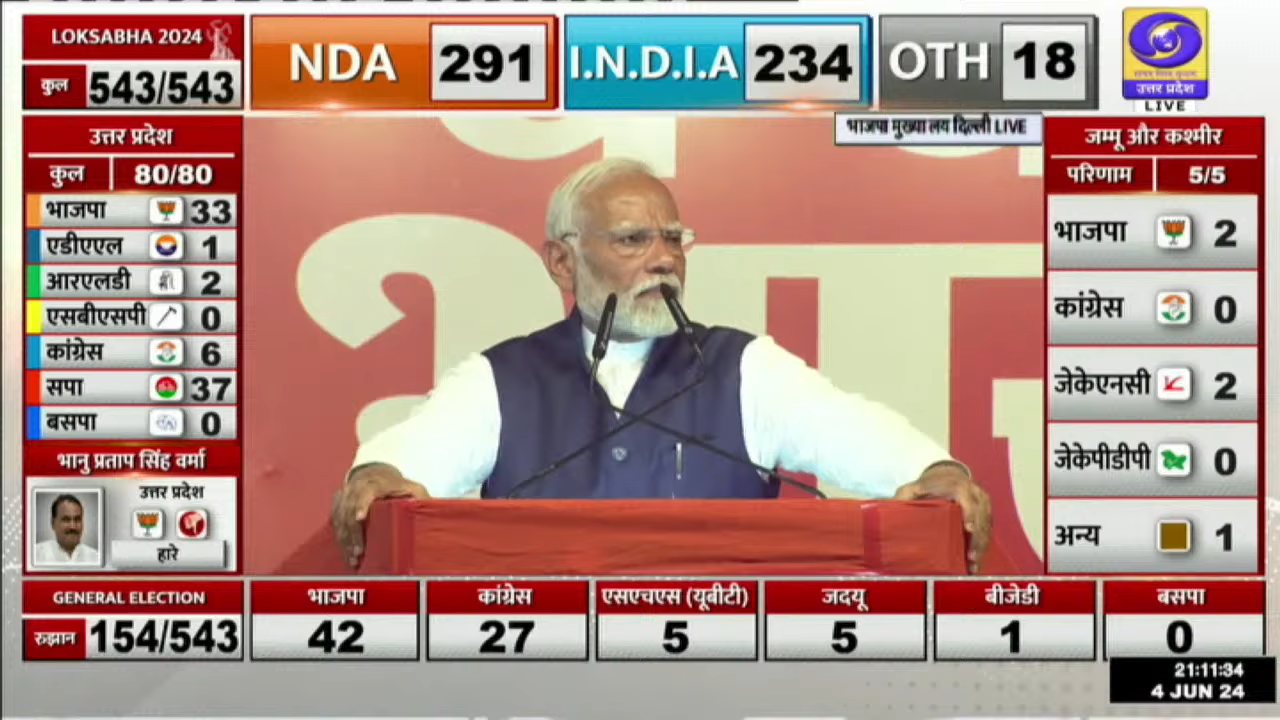 LOKSABHA 2024
कुल 543/543
NDA 291
I.N.D.I.A 234
OTH 18
उत्तर प्रदेश
LIVE
भाजपा मुख्यालय दिल्ली LIVE
उत्तर प्रदेश
कुल 80/80
भाजपा 33
एडीएएल 1
आरएलडी 2
एसबीएसपी 0
कांग्रेस 6
सपा 37
बसपा 0
भानु प्रताप सिंह वर्मा
उत्तर प्रदेश
हारे
जम्मू और कश्मीर
परिणाम 5/5
भाजपा 2
कांग्रेस 0
जेकेएनसी 2
जेकेपीडीपी 0
अन्य 1
GENERAL ELECTION
रुझान 154/543
भाजपा 42
कांग्रेस 27
एसएचएस (यूबीटी) 5
जदयू 5
बीजेडी 1
बसपा 0
21:11:34
4 JUN 24